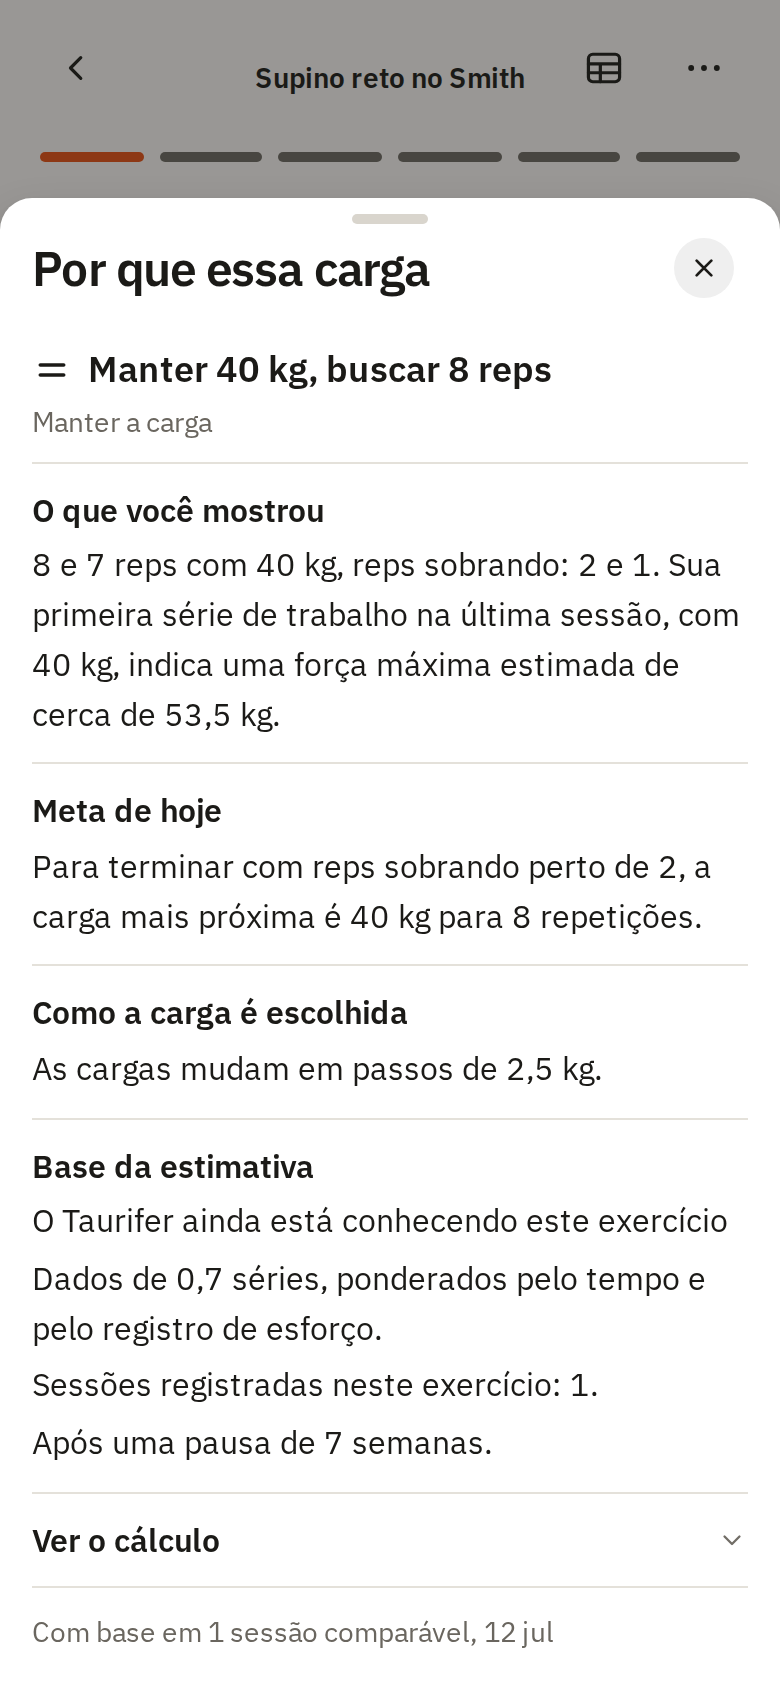 Supino reto no Smith
Por que essa carga
Manter 40 kg, buscar 8 reps
Manter a carga
O que você mostrou
8 e 7 reps com 40 kg, reps sobrando: 2 e 1. Sua
primeira série de trabalho na última sessão, com
40 kg, indica uma força máxima estimada de
cerca de 53,5 kg.
Meta de hoje
Para terminar com reps sobrando perto de 2, a
carga mais próxima é 40 kg para 8 repetições.
Como a carga é escolhida
As cargas mudam em passos de 2,5 kg.
Base da estimativa
O Taurifer ainda está conhecendo este exercício
Dados de 0,7 séries, ponderados pelo tempo e
pelo registro de esforço.
Sessões registradas neste exercício: 1.
Após uma pausa de 7 semanas.
Ver o cálculo
Com base em 1 sessão comparável, 12 jul